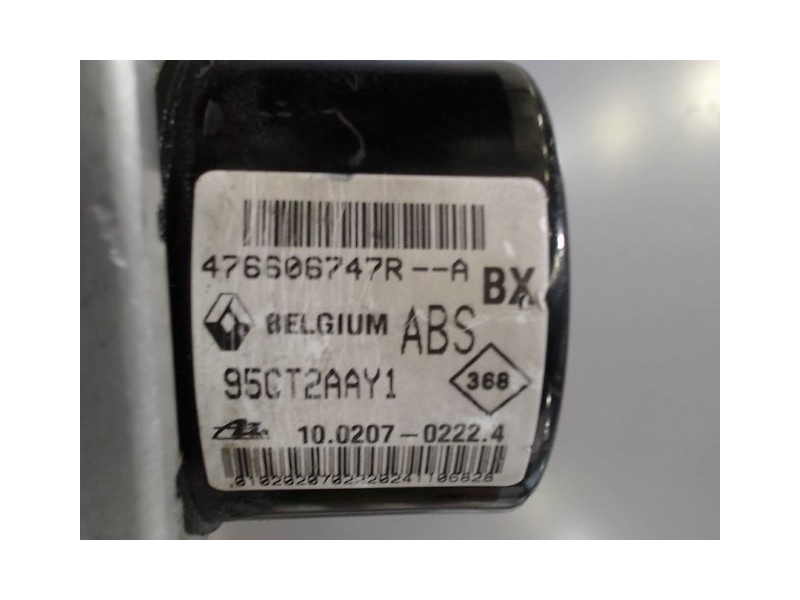 476606747R--A
BX
BELGIUM ABS
95CT2AAY1
368
10.0207-0222.4